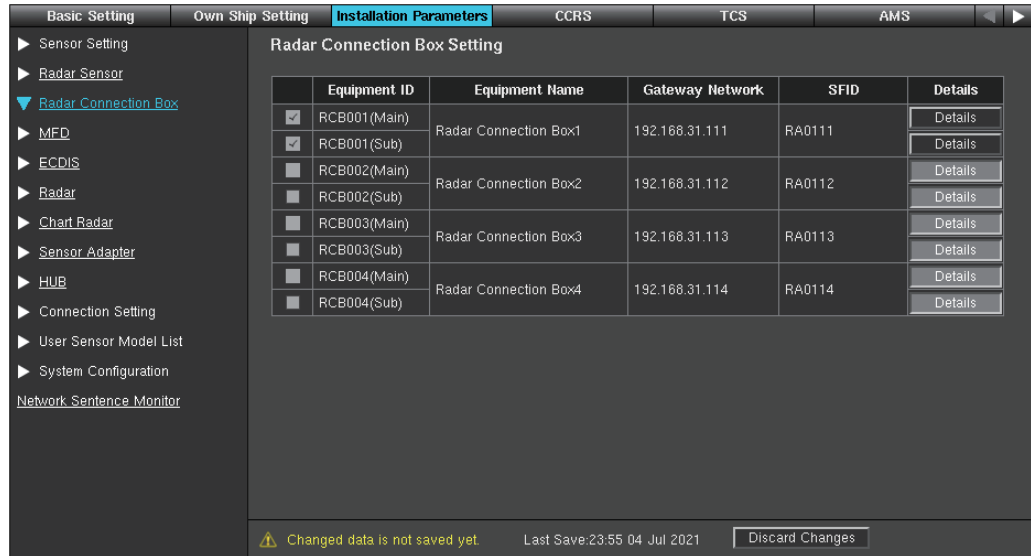 Basic Setting Own Ship Setting Installation Parameters CCRS TCS AMS
Sensor Setting
Radar Sensor
Radar Connection Box
MFD
ECDIS
Radar
Chart Radar
Sensor Adapter
HUB
Connection Setting
User Sensor Model List
System Configuration
Network Sentence Monitor
Radar Connection Box Setting
Equipment ID Equipment Name Gateway Network SFID Details
RCB001(Main) Radar Connection Box1 192.168.31.111 RA0111 Details
RCB001(Sub) Details
RCB002(Main) Radar Connection Box2 192.168.31.112 RA0112 Details
RCB002(Sub) Details
RCB003(Main) Radar Connection Box3 192.168.31.113 RA0113 Details
RCB003(Sub) Details
RCB004(Main) Radar Connection Box4 192.168.31.114 RA0114 Details
RCB004(Sub) Details
Changed data is not saved yet. Last Save:23:55 04 Jul 2021 Discard Changes